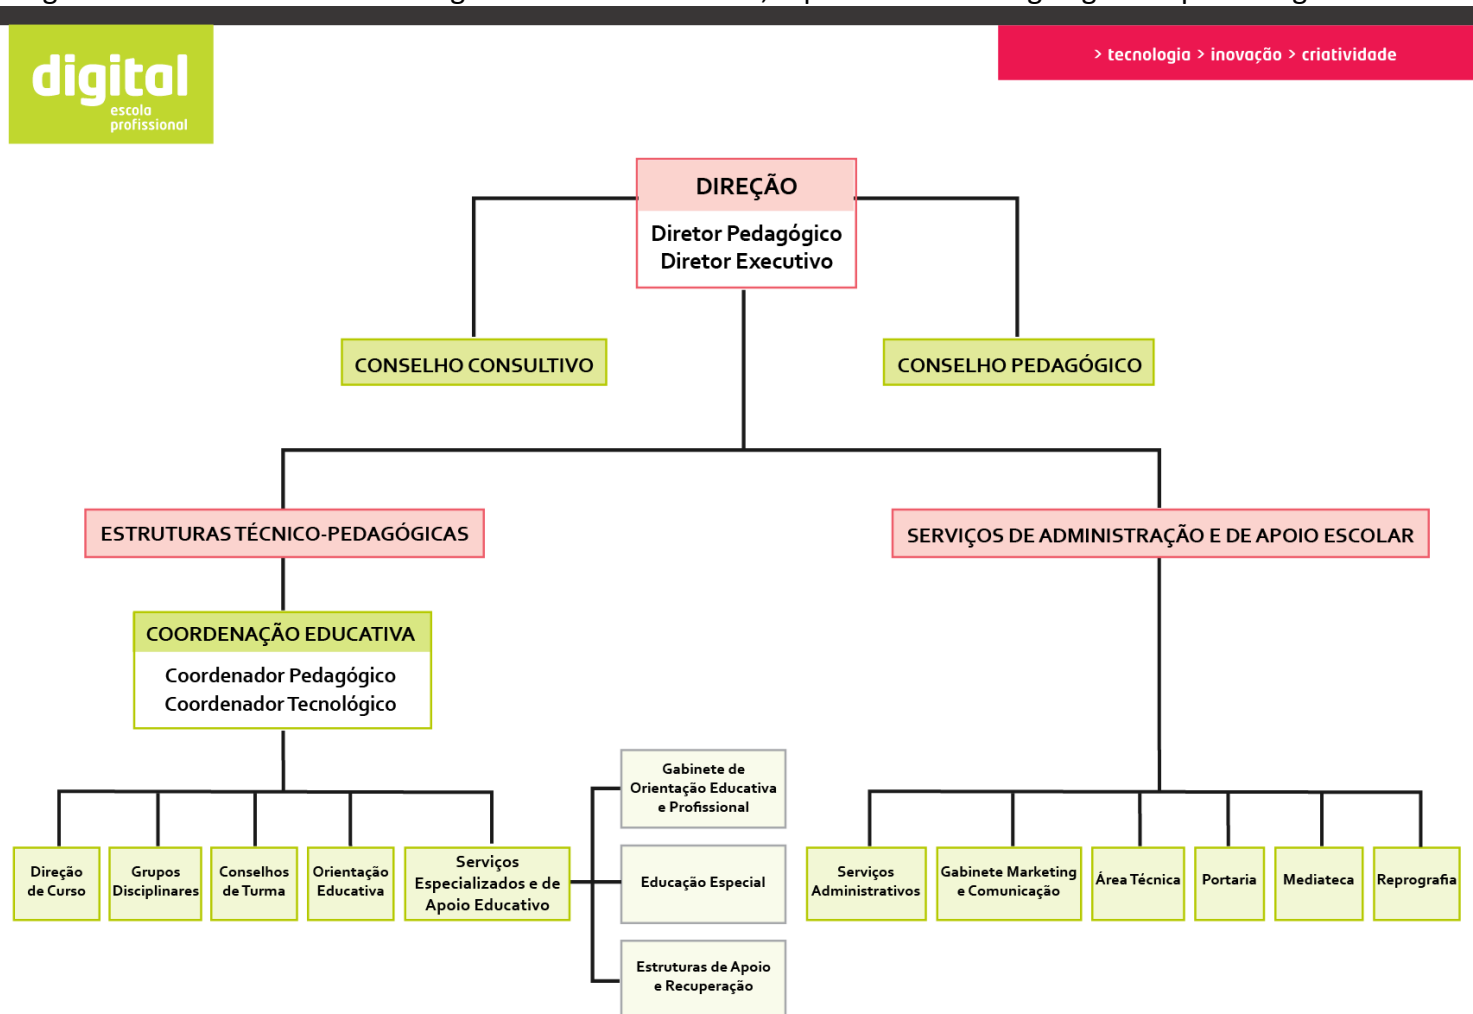 digital
escola
profissional
> tecnologia > inovação > criatividade
DIREÇÃO
Diretor Pedagógico
Diretor Executivo
CONSELHO CONSULTIVO
CONSELHO PEDAGÓGICO
ESTRUTURAS TÉCNICO-PEDAGÓGICAS
SERVIÇOS DE ADMINISTRAÇÃO E DE APOIO ESCOLAR
COORDENAÇÃO EDUCATIVA
Coordenador Pedagógico
Coordenador Tecnológico
Gabinete de
Orientação Educativa
e Profissional
Direção
de Curso
Grupos
Disciplinares
Conselhos
de Turma
Orientação
Educativa
Serviços
Especializados e de
Apoio Educativo
Educação Especial
Estruturas de Apoio
e Recuperação
Serviços
Administrativos
Gabinete Marketing
e Comunicação
Área Técnica
Portaria
Mediateca
Reprografia